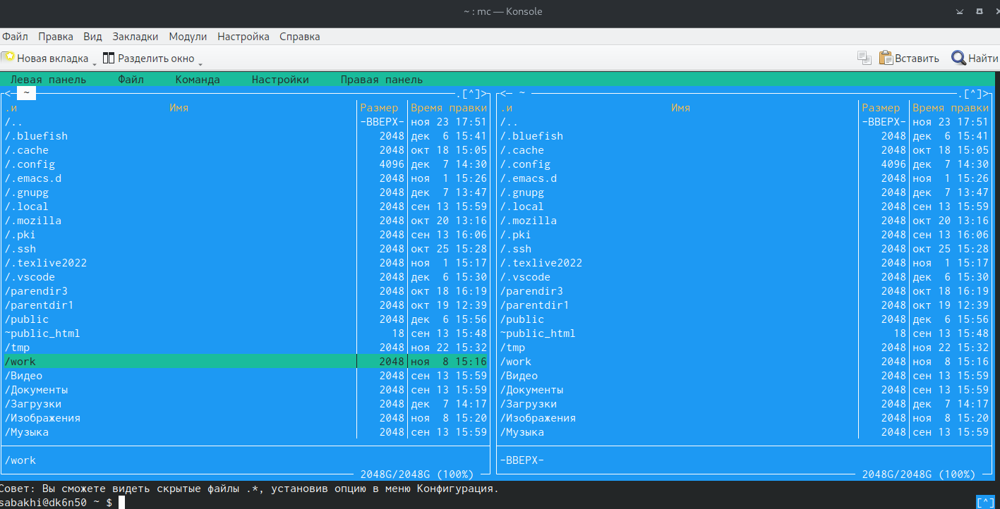 ~ : mc — Konsole
Файл Правка Вид Закладки Модули Настройка Справка
Новая вкладка Разделить окно Вставить Найти
Левая панель Файл Команда Настройки Правая панель
<— ~ .[^]> <— ~ .[^]>
.и Имя Размер Время правки .и Имя Размер Время правки
/.. -ВВЕРХ- ноя 23 17:51 /.. -ВВЕРХ- ноя 23 17:51
/.bluefish 2048 дек 6 15:41 /.bluefish 2048 дек 6 15:41
/.cache 2048 окт 18 15:05 /.cache 2048 окт 18 15:05
/.config 4096 дек 7 14:30 /.config 4096 дек 7 14:30
/.emacs.d 2048 ноя 1 15:26 /.emacs.d 2048 ноя 1 15:26
/.gnupg 2048 дек 7 13:47 /.gnupg 2048 дек 7 13:47
/.local 2048 сен 13 15:59 /.local 2048 сен 13 15:59
/.mozilla 2048 окт 20 13:16 /.mozilla 2048 окт 20 13:16
/.pki 2048 сен 13 16:06 /.pki 2048 сен 13 16:06
/.ssh 2048 окт 25 15:28 /.ssh 2048 окт 25 15:28
/.texlive2022 2048 ноя 1 15:17 /.texlive2022 2048 ноя 1 15:17
/.vscode 2048 дек 6 15:30 /.vscode 2048 дек 6 15:30
/parendir3 2048 окт 18 16:19 /parendir3 2048 окт 18 16:19
/parentdir1 2048 окт 19 12:39 /parentdir1 2048 окт 19 12:39
/public 2048 дек 6 15:56 /public 2048 дек 6 15:56
~public_html 18 сен 13 15:48 ~public_html 18 сен 13 15:48
/tmp 2048 ноя 22 15:32 /tmp 2048 ноя 22 15:32
/work 2048 ноя 8 15:16 /work 2048 ноя 8 15:16
/Видео 2048 сен 13 15:59 /Видео 2048 сен 13 15:59
/Документы 2048 сен 13 15:59 /Документы 2048 сен 13 15:59
/Загрузки 2048 дек 7 14:17 /Загрузки 2048 дек 7 14:17
/Изображения 2048 ноя 8 15:20 /Изображения 2048 ноя 8 15:20
/Музыка 2048 сен 13 15:59 /Музыка 2048 сен 13 15:59
/work -ВВЕРХ-
2048G/2048G (100%) 2048G/2048G (100%)
Совет: Вы сможете видеть скрытые файлы .*, установив опцию в меню Конфигурация.
sabakhi@dk6n50 ~ $ [^]